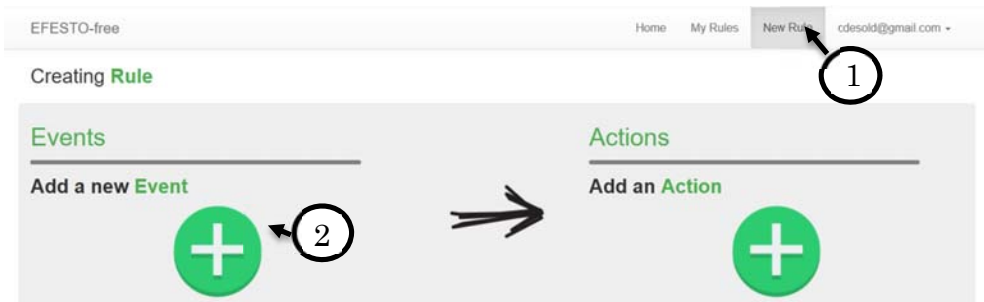 EFESTO-free Home My Rules New Rule cdesold@gmail.com
1
Creating Rule
Events Actions
Add a new Event Add an Action
2